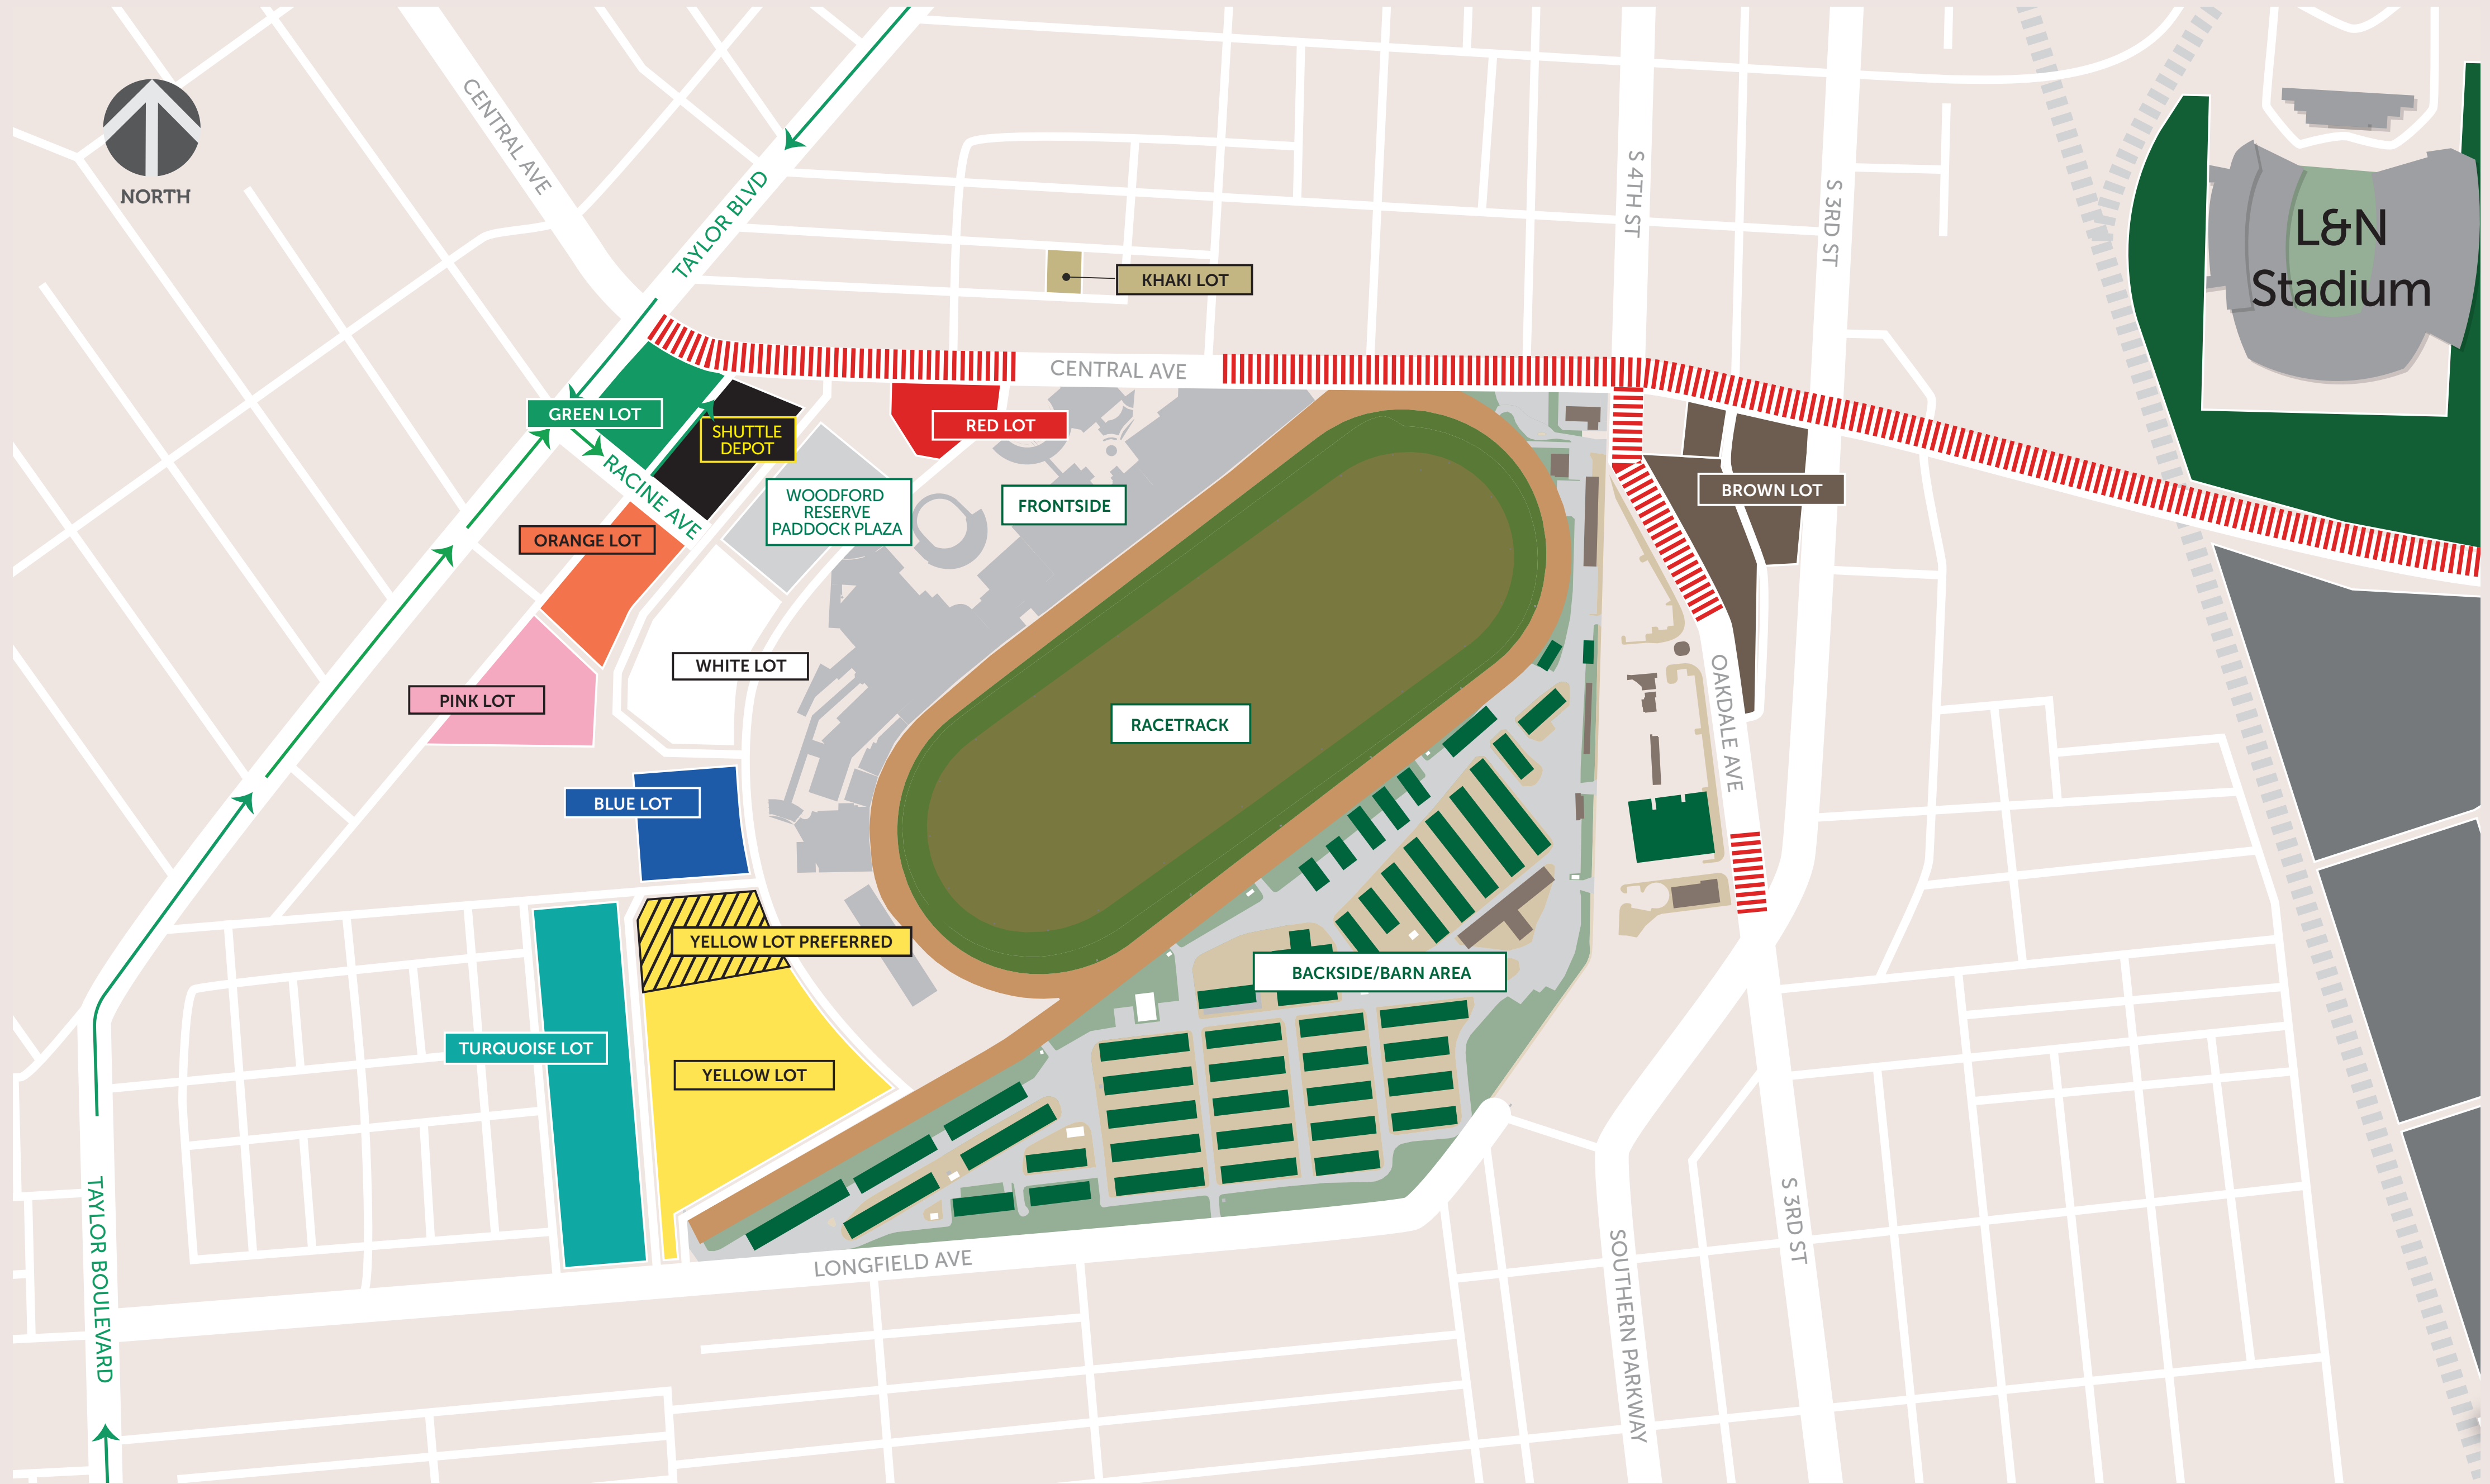 NORTH
CENTRAL AVE
TAYLOR BLVD
S 4TH ST
S 3RD ST
L&N
Stadium
KHAKI LOT
CENTRAL AVE
GREEN LOT
SHUTTLE
DEPOT
RED LOT
RACINE AVE
WOODFORD
RESERVE
PADDOCK PLAZA
FRONTSIDE
BROWN LOT
ORANGE LOT
WHITE LOT
PINK LOT
RACETRACK
OAKDALE AVE
BLUE LOT
YELLOW LOT PREFERRED
BACKSIDE/BARN AREA
TURQUOISE LOT
YELLOW LOT
TAYLOR BOULEVARD
LONGFIELD AVE
SOUTHERN PARKWAY
S 3RD ST